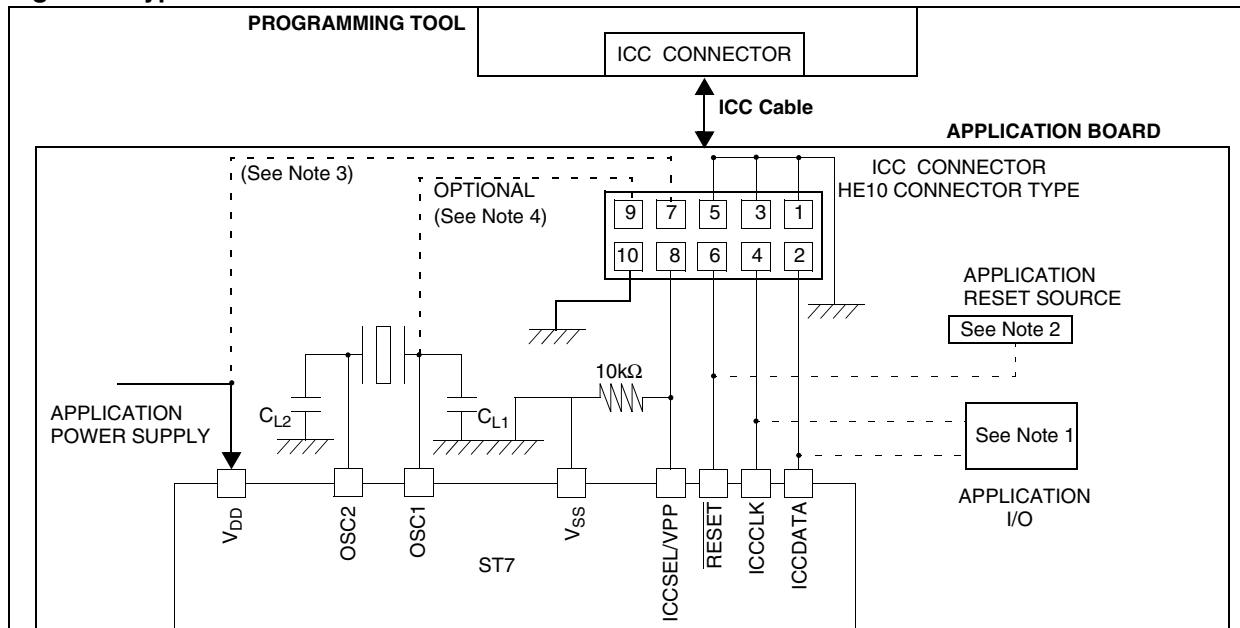 PROGRAMMING TOOL
ICC CONNECTOR
ICC Cable
APPLICATION BOARD
(See Note 3)
OPTIONAL
(See Note 4)
ICC CONNECTOR
HE10 CONNECTOR TYPE
9 7 5 3 1
10 8 6 4 2
APPLICATION
RESET SOURCE
See Note 2
10kΩ
APPLICATION
POWER SUPPLY
CL2
CL1
See Note 1
APPLICATION
I/O
VDD
OSC2
OSC1
VSS
ICCSEL/VPP
RESET
ICCCLK
ICCDATA
ST7